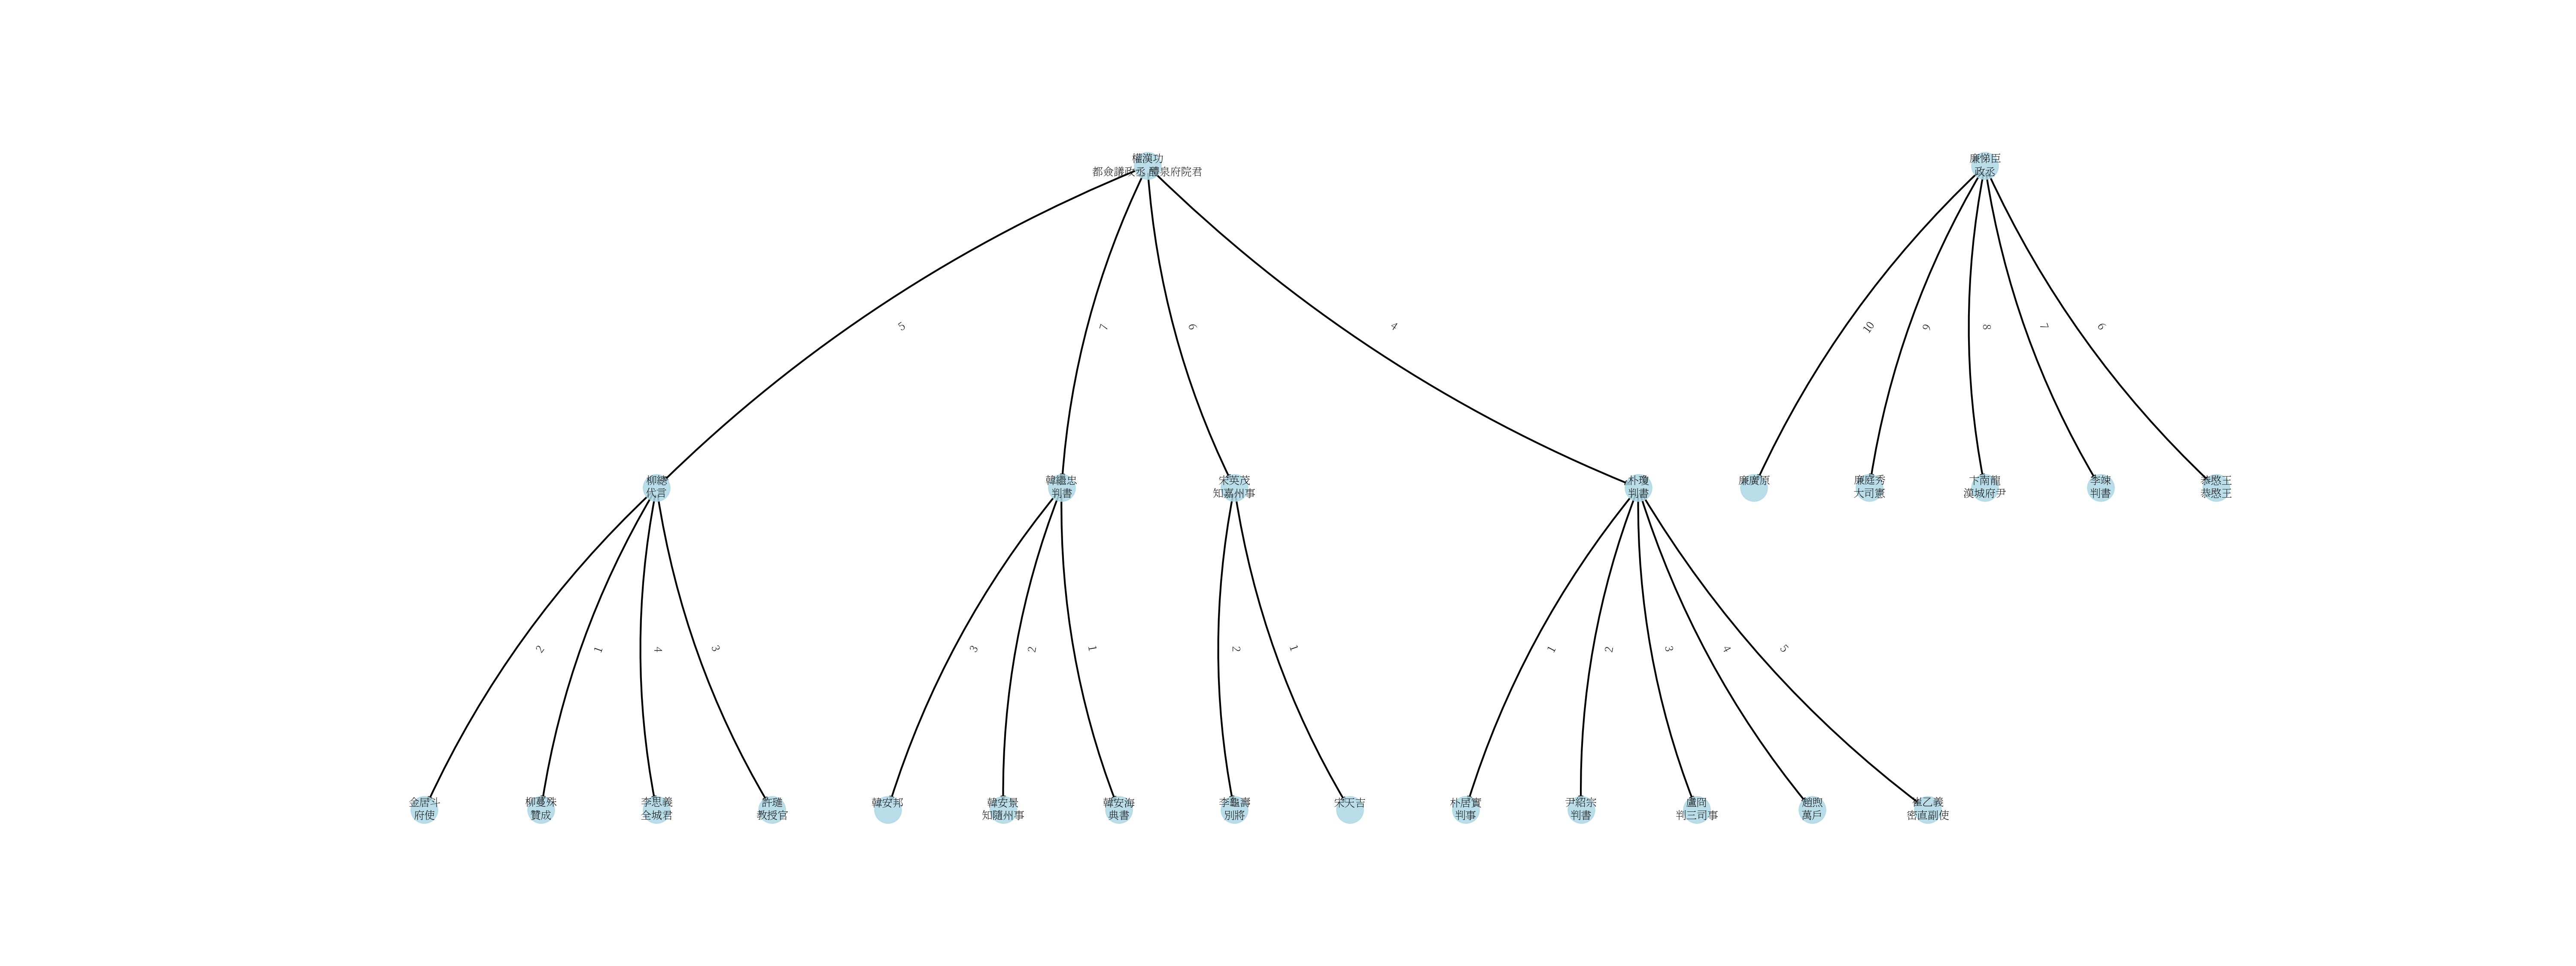 權漢功
都僉議政丞 醴泉府院君
廉悌臣
政丞
5
7
6
4
10
9
8
7
6
柳總
代言
韓繼忠
判書
宋英茂
知嘉州事
朴瓊
判書
廉廣原
廉庭秀
大司憲
卞南龍
漢城府尹
李竦
判書
恭愍王
恭愍王
2
1
4
3
3
2
1
2
1
1
2
3
4
5
金居斗
府使
柳蔓殊
贊成
李思義
全城君
許璡
教授官
韓安邦
韓安景
知隨州事
韓安海
典書
李龜壽
別將
宋天吉
朴居實
判事
尹紹宗
判書
盧冏
判三司事
趙煦
萬戶
崔乙義
密直副使